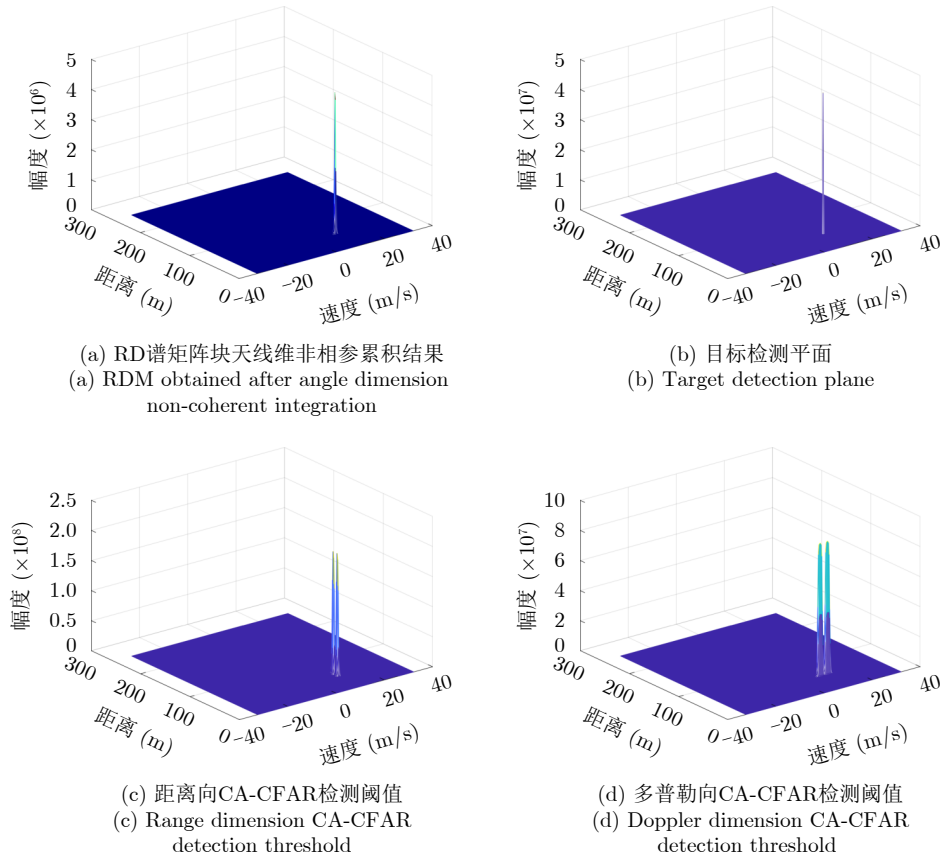 5
4
3
2
1
0
幅度 (×10⁶)
300
200
100
0
距离 (m)
−40
−20
0
20
40
速度 (m/s)
(a) RD谱矩阵块天线维非相参累积结果
(a) RDM obtained after angle dimension
non-coherent integration
5
4
3
2
1
0
幅度 (×10⁷)
300
200
100
0
距离 (m)
−40
−20
0
20
40
速度 (m/s)
(b) 目标检测平面
(b) Target detection plane
2.5
2.0
1.5
1.0
0.5
0
幅度 (×10⁸)
300
200
100
0
距离 (m)
−40
−20
0
20
40
速度 (m/s)
(c) 距离向CA-CFAR检测阈值
(c) Range dimension CA-CFAR
detection threshold
10
8
6
4
2
0
幅度 (×10⁷)
300
200
100
0
距离 (m)
−40
−20
0
20
40
速度 (m/s)
(d) 多普勒向CA-CFAR检测阈值
(d) Doppler dimension CA-CFAR
detection threshold